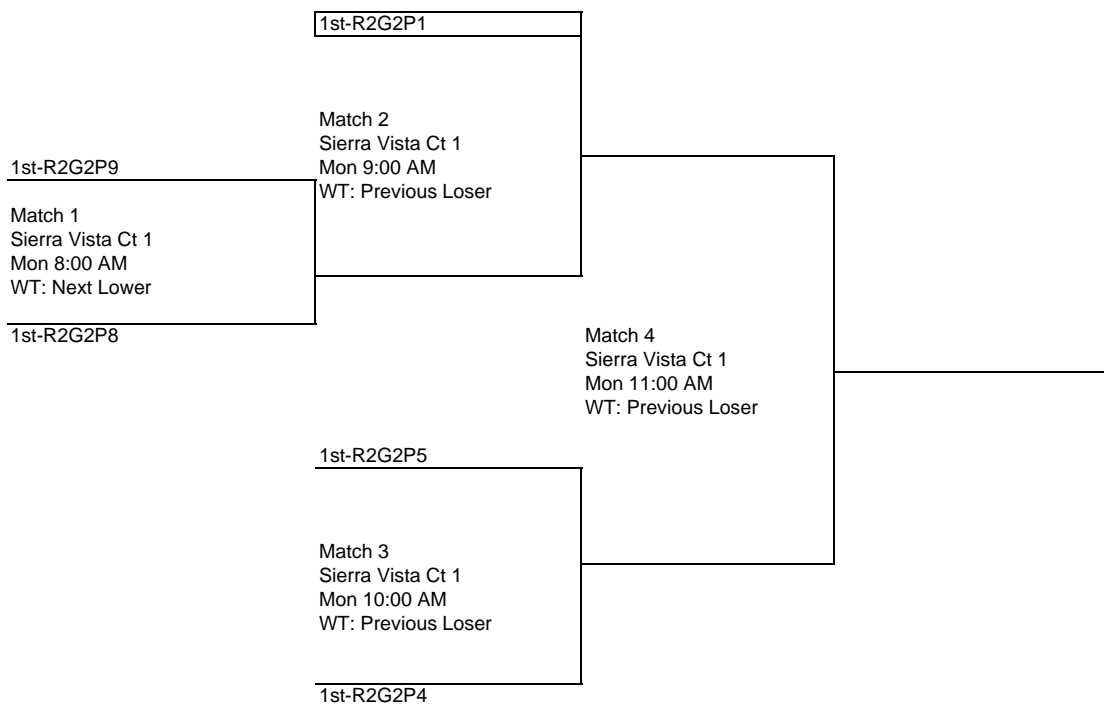 1st-R2G2P1
Match 2
Sierra Vista Ct 1
Mon 9:00 AM
WT: Previous Loser
1st-R2G2P9
Match 1
Sierra Vista Ct 1
Mon 8:00 AM
WT: Next Lower
1st-R2G2P8
Match 4
Sierra Vista Ct 1
Mon 11:00 AM
WT: Previous Loser
1st-R2G2P5
Match 3
Sierra Vista Ct 1
Mon 10:00 AM
WT: Previous Loser
1st-R2G2P4